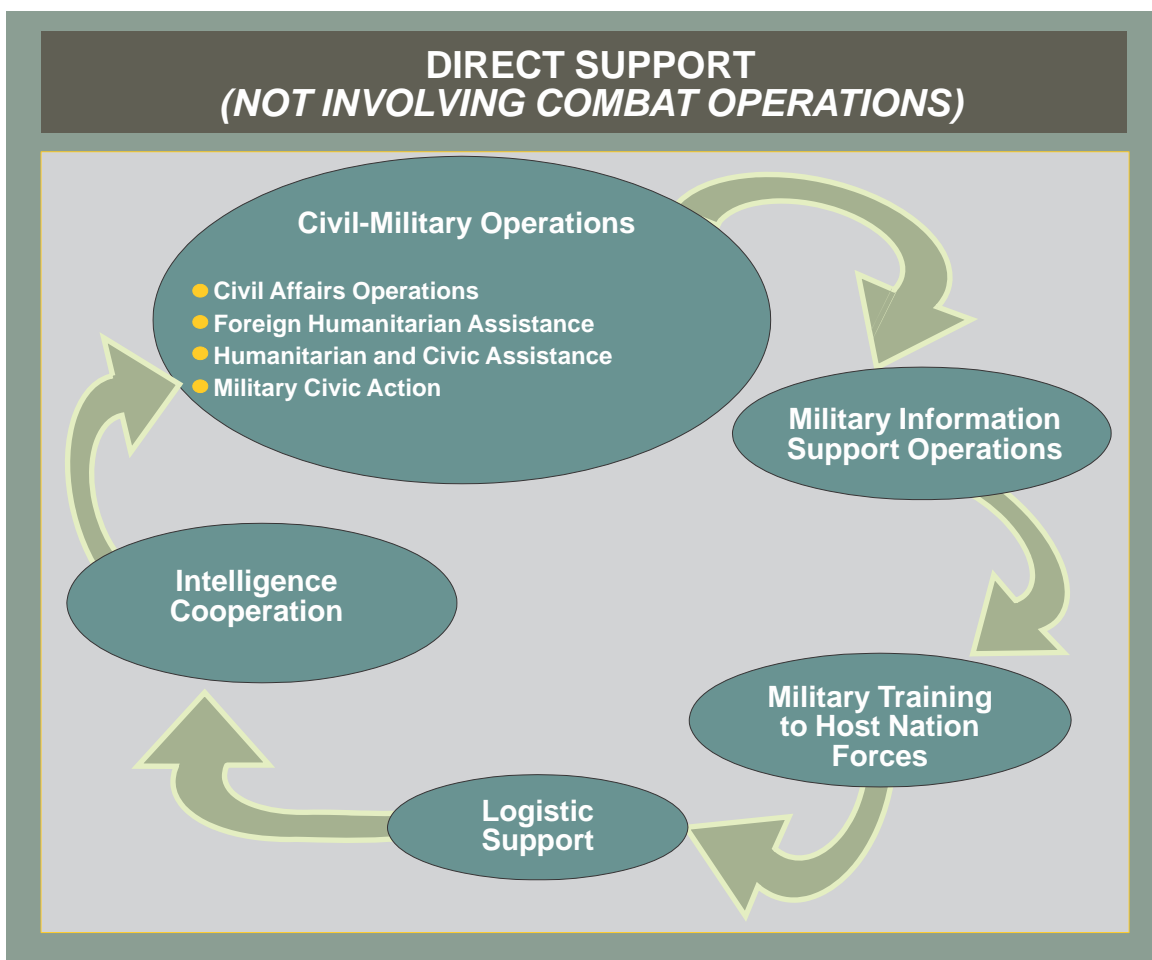 DIRECT SUPPORT
(NOT INVOLVING COMBAT OPERATIONS)
Civil-Military Operations
Civil Affairs Operations
Foreign Humanitarian Assistance
Humanitarian and Civic Assistance
Military Civic Action
Military Information
Support Operations
Military Training
to Host Nation
Forces
Logistic
Support
Intelligence
Cooperation